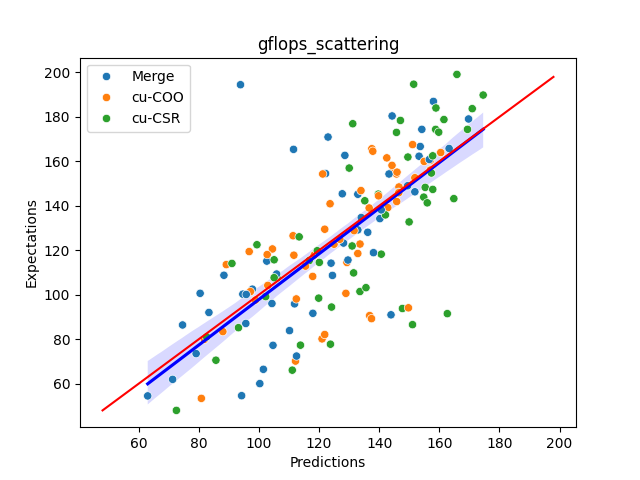 gflops_scattering
Merge
cu-COO
cu-CSR
Expectations
200
180
160
140
120
100
80
60
60 80 100 120 140 160 180 200
Predictions